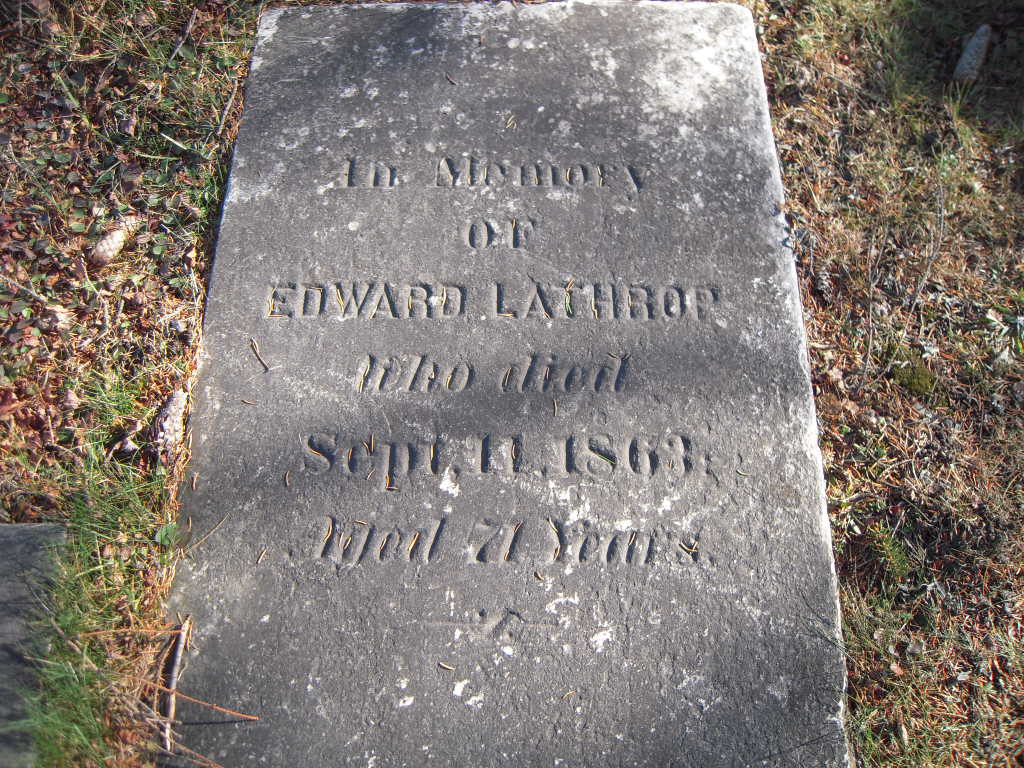 In Memory
OF
EDWARD LATHROP
Who died
Sept. 11, 1863;
Aged 71 Years.